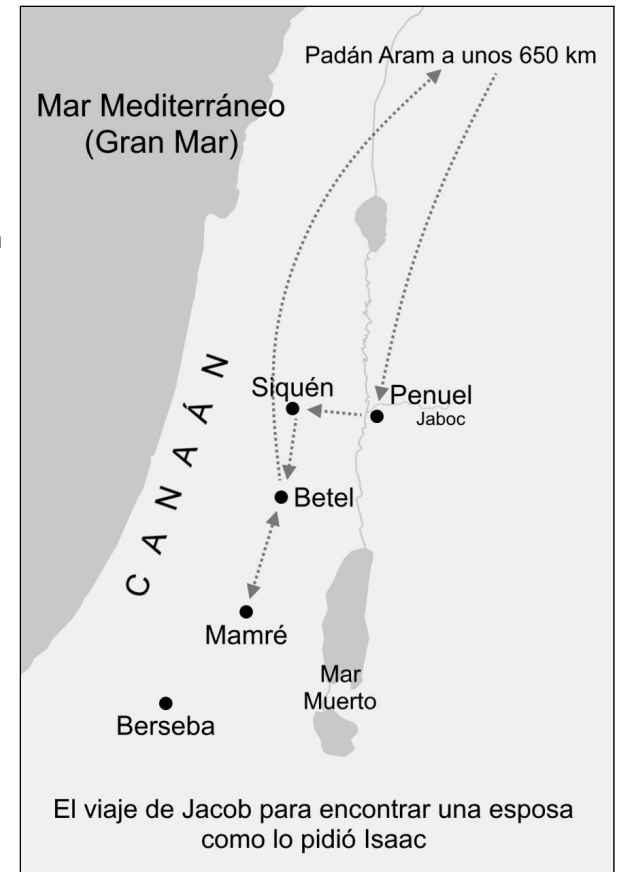 Padán Aram a unos 650 km
Mar Mediterráneo
(Gran Mar)
CANAÁN
Siquén
Penuel
Jaboc
Betel
Mamré
Mar
Muerto
Berseba
El viaje de Jacob para encontrar una esposa
como lo pidió Isaac